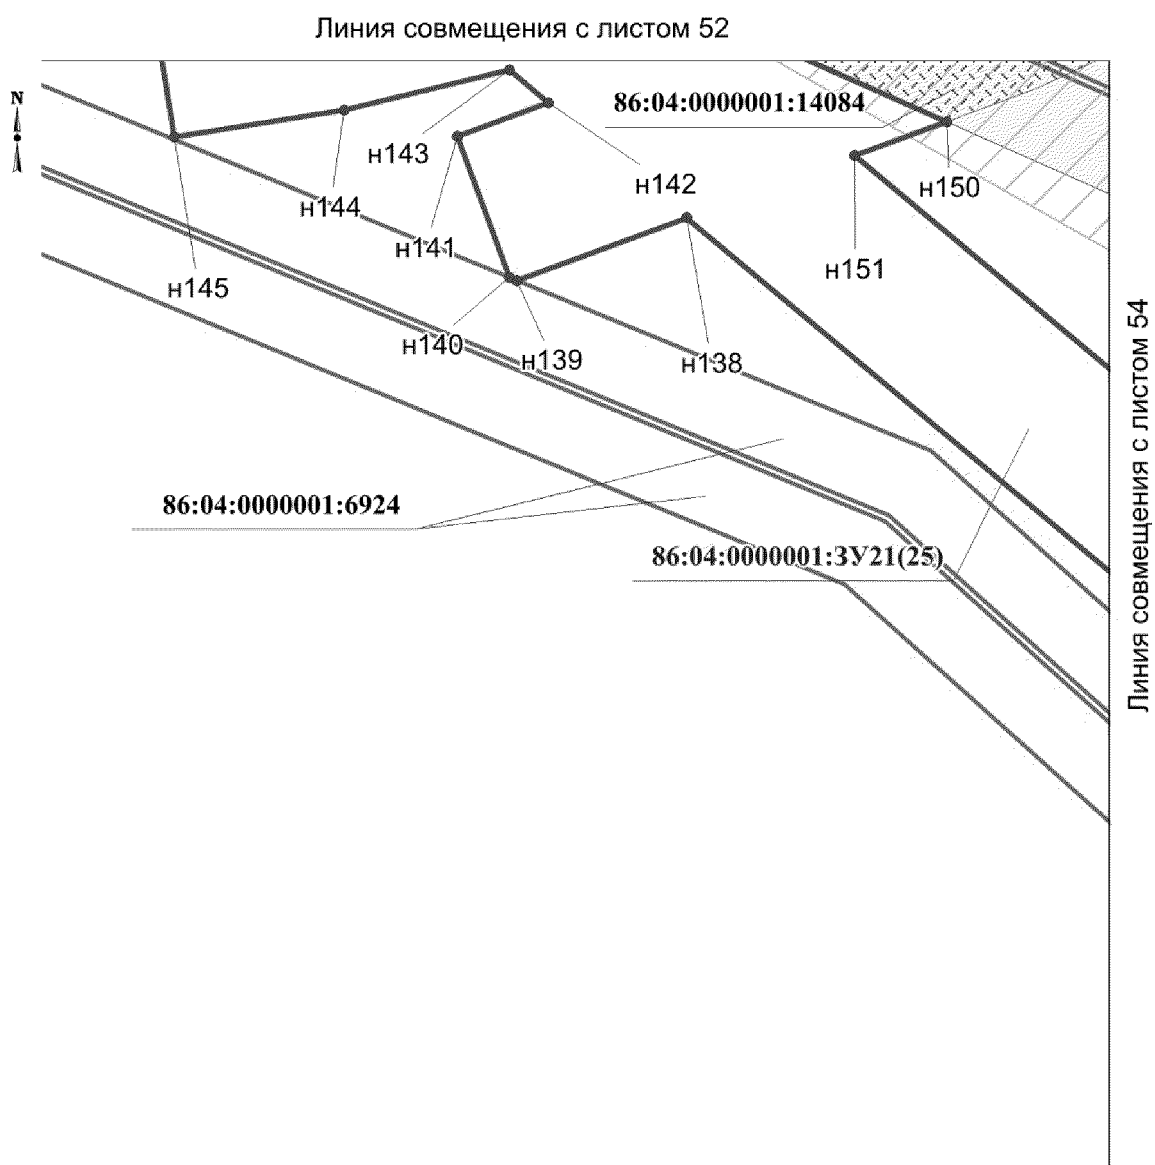 Линия совмещения с листом 52
N
86:04:0000001:14084
н143
н142
н150
н144
н141
н151
н145
н140
н139
н138
86:04:0000001:6924
86:04:0000001:ЗУ21(25)
Линия совмещения с листом 54